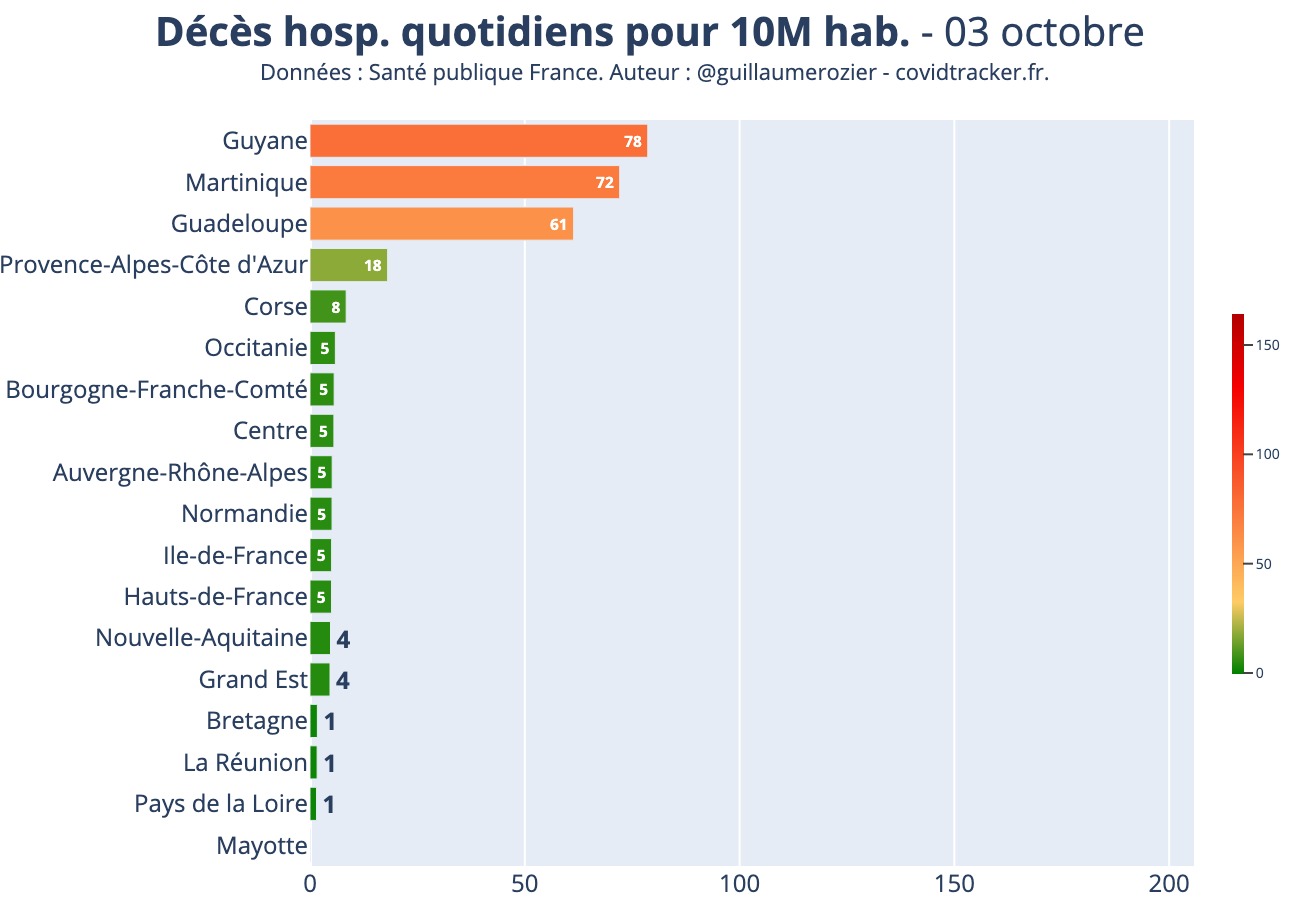 Décès hosp. quotidiens pour 10M hab. - 03 octobre
Données : Santé publique France. Auteur : @guillaumerozier - covidtracker.fr.
Guyane 78
Martinique 72
Guadeloupe 61
Provence-Alpes-Côte d'Azur 18
Corse 8
Occitanie 5
Bourgogne-Franche-Comté 5
Centre 5
Auvergne-Rhône-Alpes 5
Normandie 5
Ile-de-France 5
Hauts-de-France 5
Nouvelle-Aquitaine 4
Grand Est 4
Bretagne 1
La Réunion 1
Pays de la Loire 1
Mayotte
0 50 100 150 200
150
100
50
0